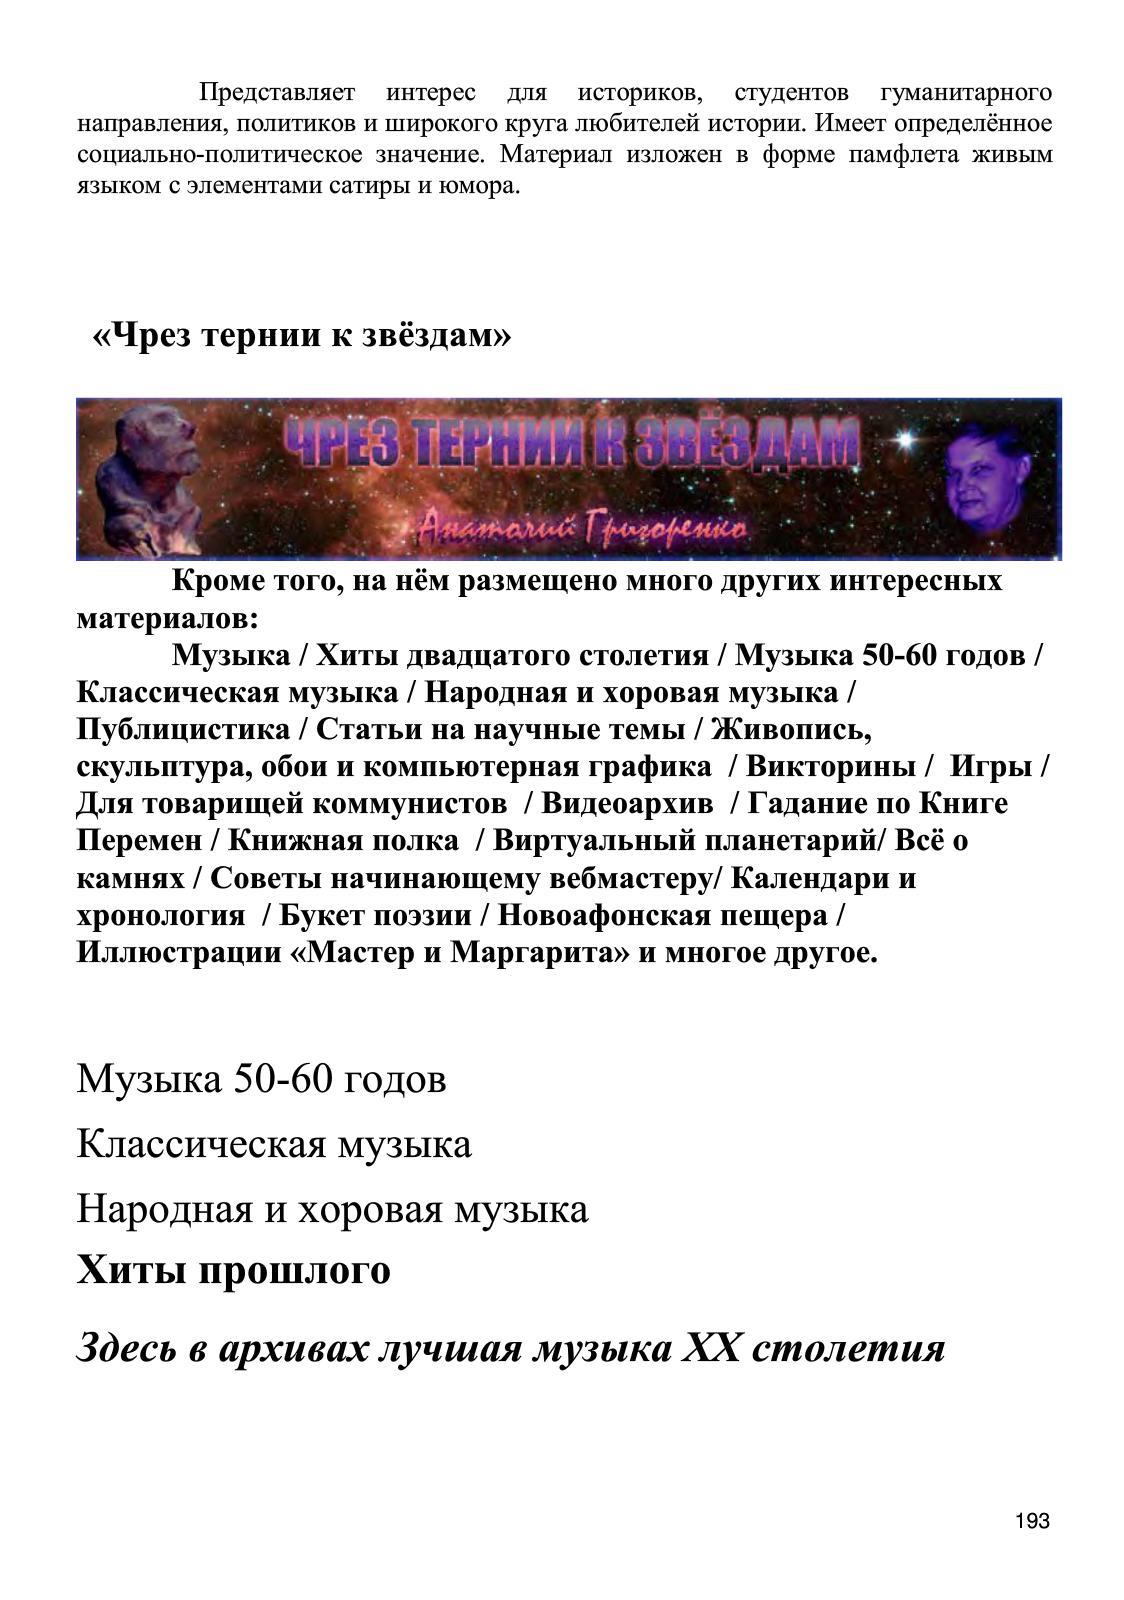 Представляет интерес для историков, студентов гуманитарного
направления, политиков и широкого круга любителей истории. Имеет определённое
социально-политическое значение. Материал изложен в форме памфлета живым
языком с элементами сатиры и юмора.
«Чрез тернии к звёздам»
ЧРЕЗ ТЕРНИИ К ЗВЁЗДАМ
Анатолий Григоренко
Кроме того, на нём размещено много других интересных
материалов:
Музыка / Хиты двадцатого столетия / Музыка 50-60 годов /
Классическая музыка / Народная и хоровая музыка /
Публицистика / Статьи на научные темы / Живопись,
скульптура, обои и компьютерная графика / Викторины / Игры /
Для товарищей коммунистов / Видеоархив / Гадание по Книге
Перемен / Книжная полка / Виртуальный планетарий/ Всё о
камнях / Советы начинающему вебмастеру/ Календари и
хронология / Букет поэзии / Новоафонская пещера /
Иллюстрации «Мастер и Маргарита» и многое другое.
Музыка 50-60 годов
Классическая музыка
Народная и хоровая музыка
Хиты прошлого
Здесь в архивах лучшая музыка XX столетия
193